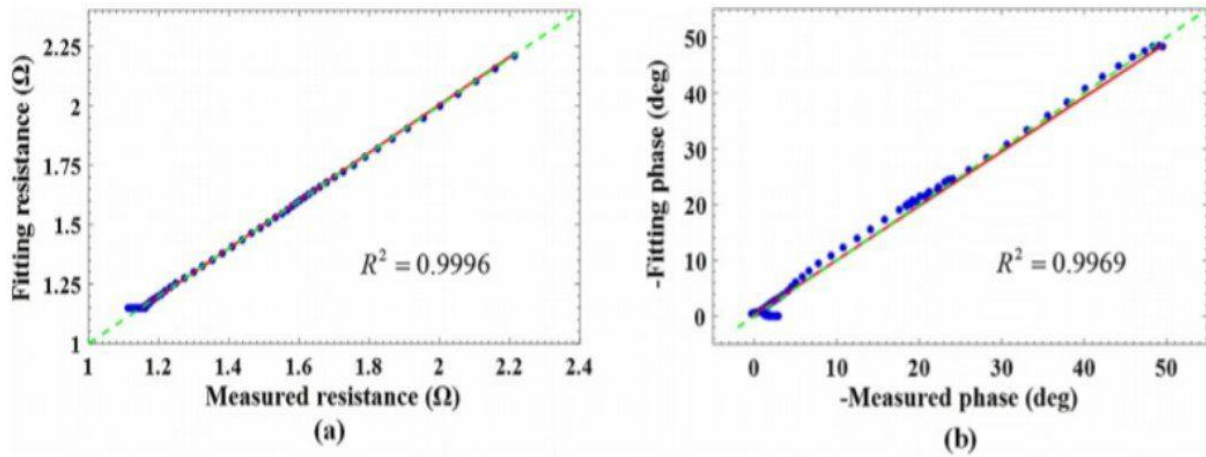 Fitting resistance (Ω)
2.25
2
1.75
1.5
1.25
1
1 1.2 1.4 1.6 1.8 2 2.2 2.4
R² = 0.9996
Measured resistance (Ω)
(a)
-Fitting phase (deg)
50
40
30
20
10
0
0 10 20 30 40 50
R² = 0.9969
-Measured phase (deg)
(b)